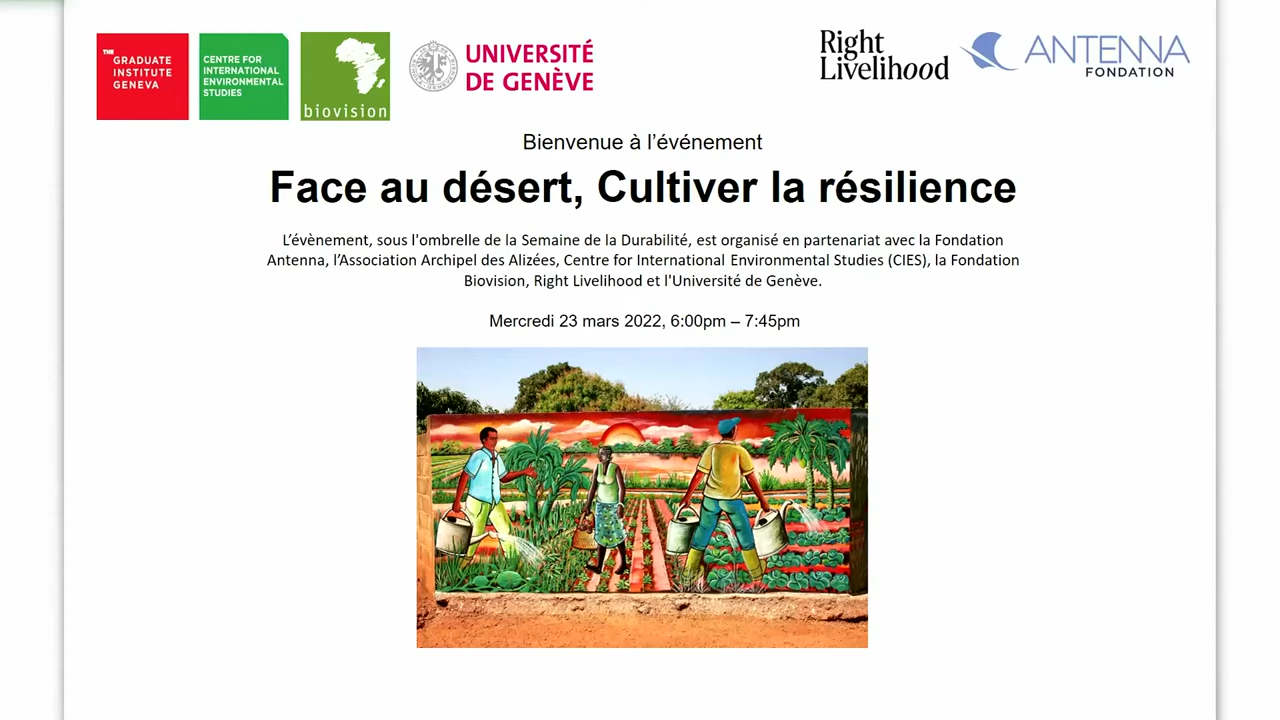 THE
GRADUATE
INSTITUTE
GENEVA
CENTRE FOR
INTERNATIONAL
ENVIRONMENTAL
STUDIES
biovision
UNIVERSITÉ
DE GENÈVE
Right
Livelihood
ANTENNA
FONDATION
Bienvenue à l’événement
Face au désert, Cultiver la résilience
L’évènement, sous l'ombrelle de la Semaine de la Durabilité, est organisé en partenariat avec la Fondation
Antenna, l’Association Archipel des Alizées, Centre for International Environmental Studies (CIES), la Fondation
Biovision, Right Livelihood et l'Université de Genève.
Mercredi 23 mars 2022, 6:00pm – 7:45pm